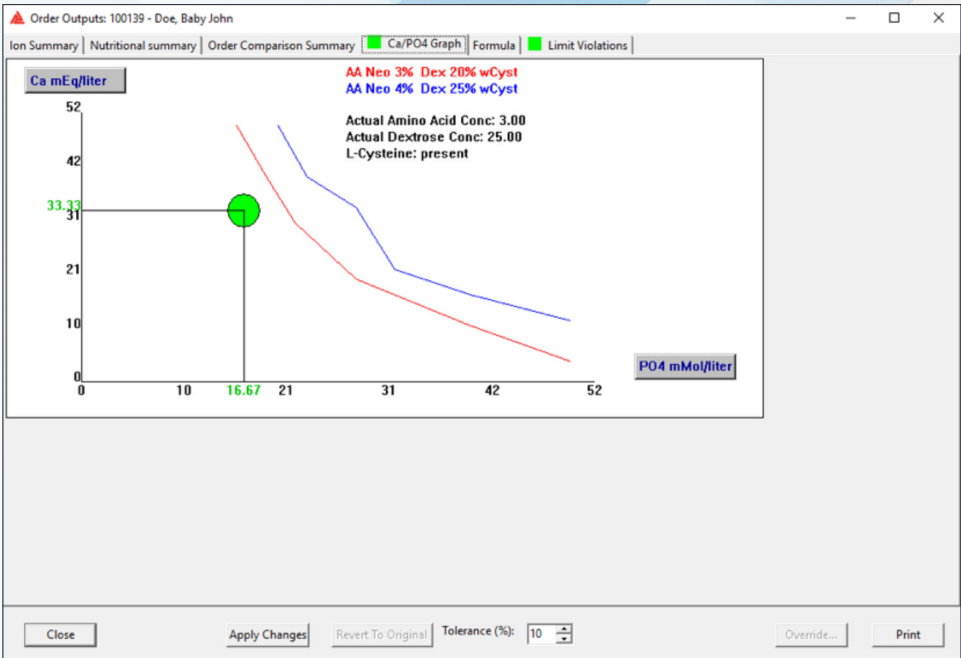 Order Outputs: 100139 - Doe, Baby John
Ion Summary Nutritional summary Order Comparison Summary Ca/PO4 Graph Formula Limit Violations
Ca mEq/liter
AA Neo 3% Dex 20% wCyst
AA Neo 4% Dex 25% wCyst
Actual Amino Acid Conc: 3.00
Actual Dextrose Conc: 25.00
L-Cysteine: present
52
42
33.33
31
21
10
0
PO4 mMol/liter
0 10 16.67 21 31 42 52
Close Apply Changes Revert To Original Tolerance (%): 10 Override... Print